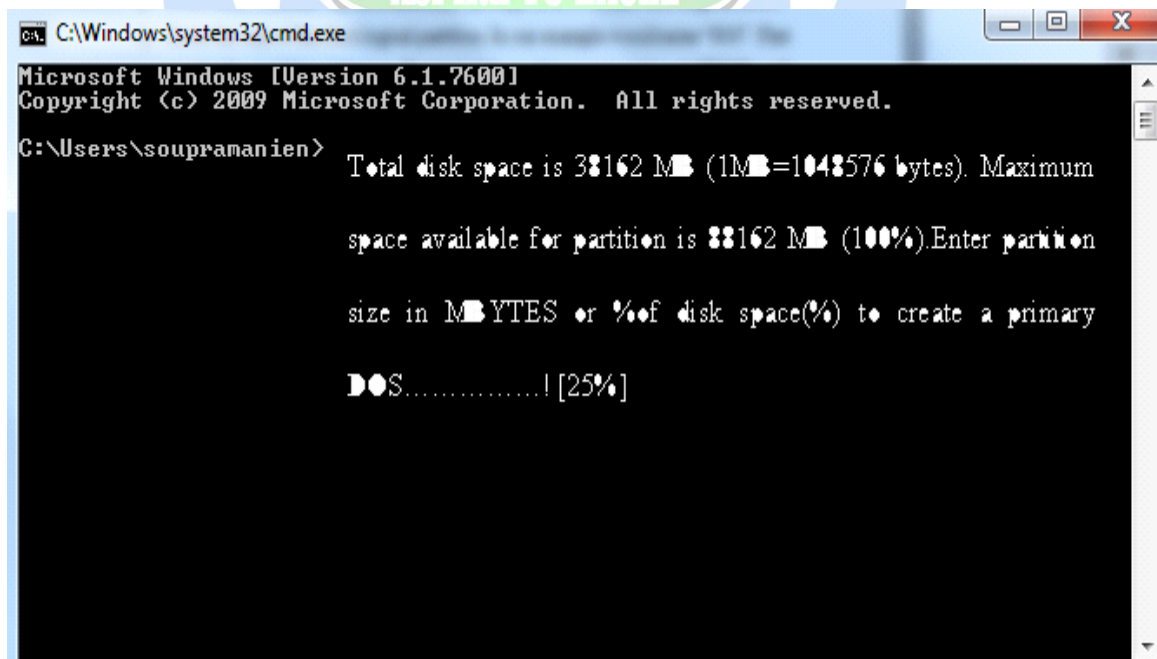 C:\Windows\system32\cmd.exe
Microsoft Windows [Version 6.1.7600]
Copyright (c) 2009 Microsoft Corporation. All rights reserved.
C:\Users\soupramanien>
Total disk space is 38162 MB (1MB=1048576 bytes). Maximum
space available for partition is 88162 MB (100%).Enter partition
size in MBYTES or %of disk space(%) to create a primary
DOS...............! [25%]